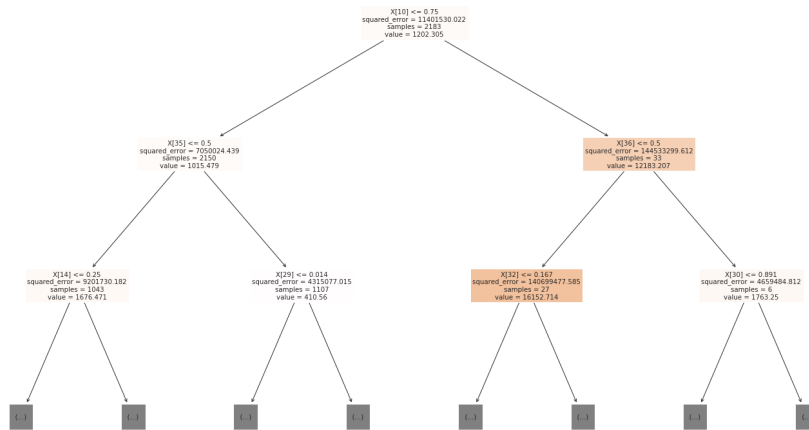 X[10] <= 0.75
squared_error = 11401530.022
samples = 2183
value = 1202.305
X[35] <= 0.5
squared_error = 7050024.439
samples = 2150
value = 1015.479
X[36] <= 0.5
squared_error = 144533299.612
samples = 33
value = 12183.207
X[14] <= 0.25
squared_error = 9201730.182
samples = 1043
value = 1676.471
X[29] <= 0.014
squared_error = 4315077.015
samples = 1107
value = 410.56
X[32] <= 0.167
squared_error = 140699477.585
samples = 27
value = 16152.714
X[30] <= 0.891
squared_error = 4659484.812
samples = 6
value = 1763.25
(...)
(...)
(...)
(...)
(...)
(...)
(...)
(...)